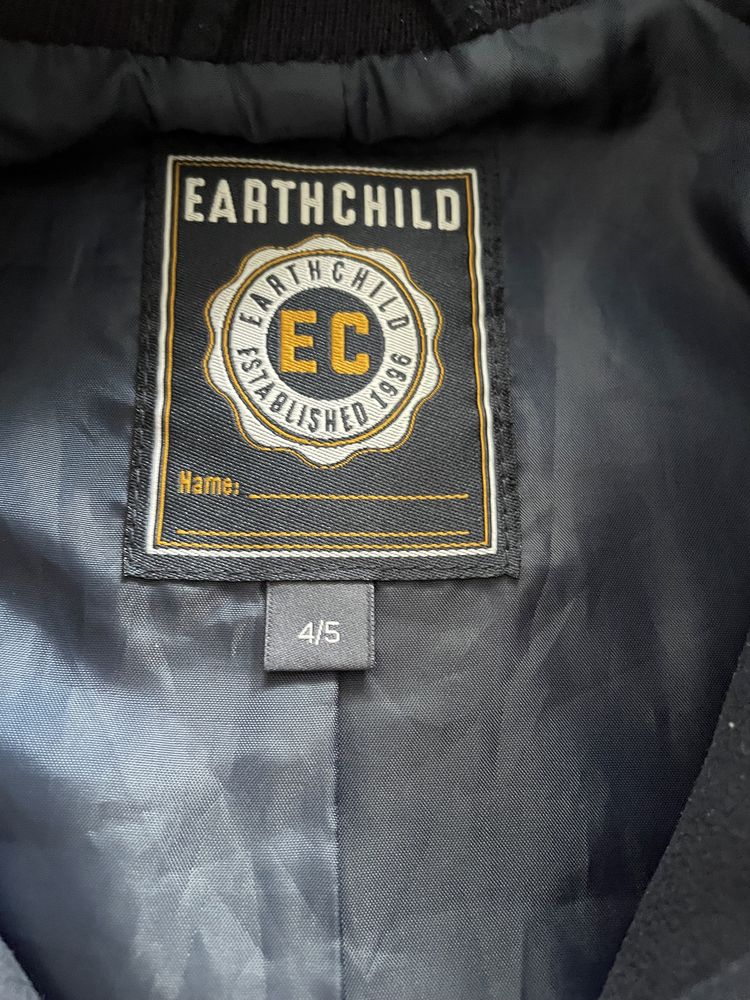 EARTHCHILD
EARTHCHILD
EC
ESTABLISHED 1996
Name:
4/5